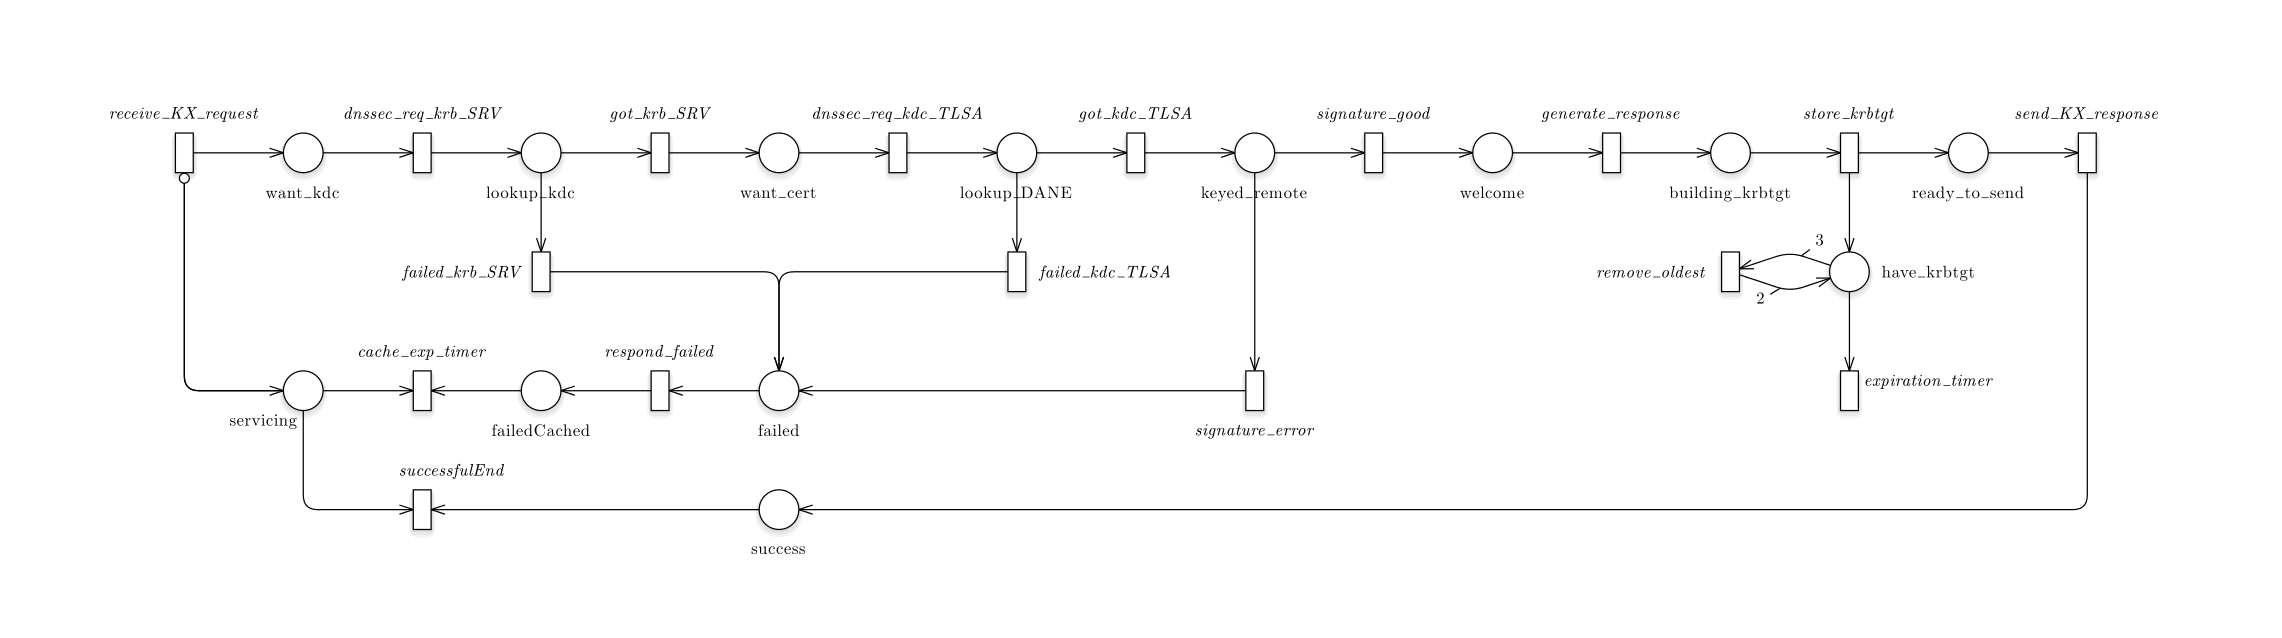 receive_KX_request
dnssec_req_krb_SRV
got_krb_SRV
dnssec_req_kdc_TLSA
got_kdc_TLSA
signature_good
generate_response
store_krbtgt
send_KX_response
want_kdc
lookup_kdc
want_cert
lookup_DANE
keyed_remote
welcome
building_krbtgt
ready_to_send
3
failed_krb_SRV
failed_kdc_TLSA
remove_oldest
have_krbtgt
2
cache_exp_timer
respond_failed
expiration_timer
servicing
failedCached
failed
signature_error
successfulEnd
success